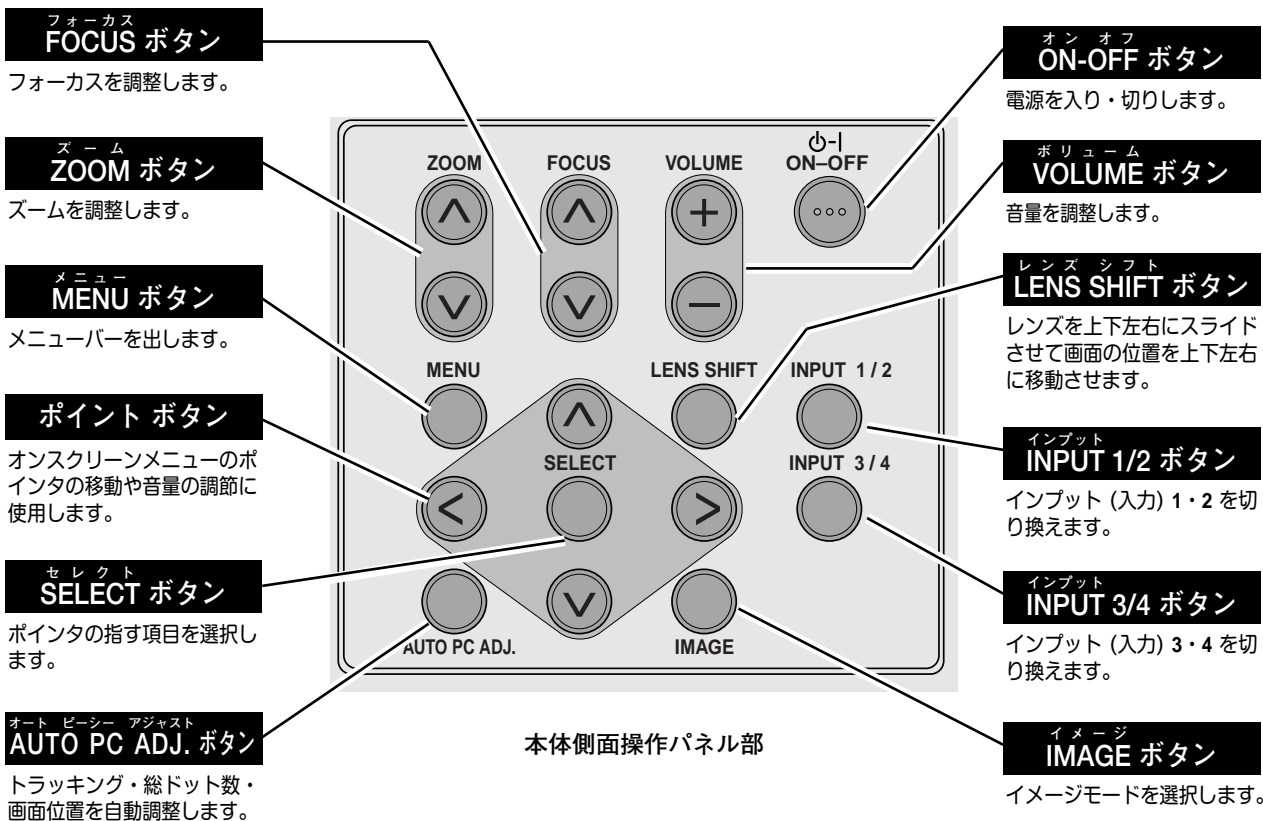 フォーカス
FOCUS ボタン
フォーカスを調整します。
ズーム
ZOOM ボタン
ズームを調整します。
メニュー
MENU ボタン
メニューバーを出します。
ポイント ボタン
オンスクリーンメニューのポ
インタの移動や音量の調節に
使用します。
セレクト
SELECT ボタン
ポインタの指す項目を選択し
ます。
オート ピーシー アジャスト
AUTO PC ADJ. ボタン
トラッキング・総ドット数・
画面位置を自動調整します。
ZOOM FOCUS VOLUME ON–OFF
MENU LENS SHIFT INPUT 1 / 2
SELECT INPUT 3 / 4
AUTO PC ADJ. IMAGE
本体側面操作パネル部
オン オフ
ON-OFF ボタン
電源を入り・切りします。
ボリューム
VOLUME ボタン
音量を調整します。
レンズ シフト
LENS SHIFT ボタン
レンズを上下左右にスライド
させて画面の位置を上下左右
に移動させます。
インプット
INPUT 1/2 ボタン
インプット (入力) 1・2 を切
り換えます。
インプット
INPUT 3/4 ボタン
インプット (入力) 3・4 を切
り換えます。
イメージ
IMAGE ボタン
イメージモードを選択します。